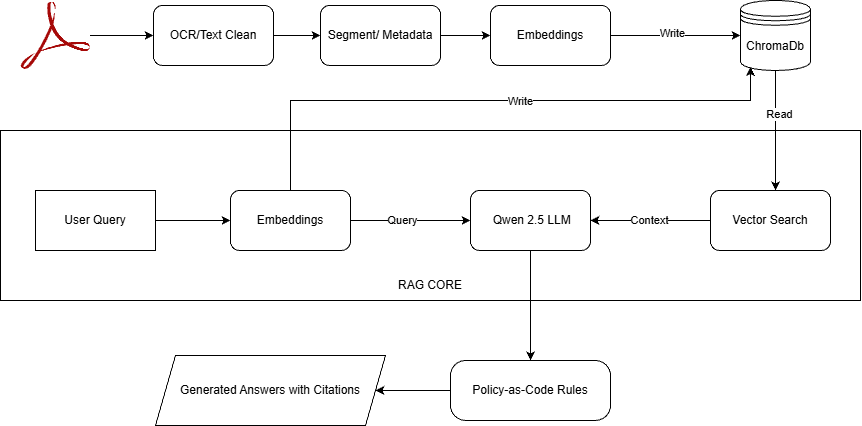 OCR/Text Clean
Segment/ Metadata
Embeddings
Write
ChromaDb
Write
Read
User Query
Embeddings
Query
Qwen 2.5 LLM
Context
Vector Search
RAG CORE
Generated Answers with Citations
Policy-as-Code Rules